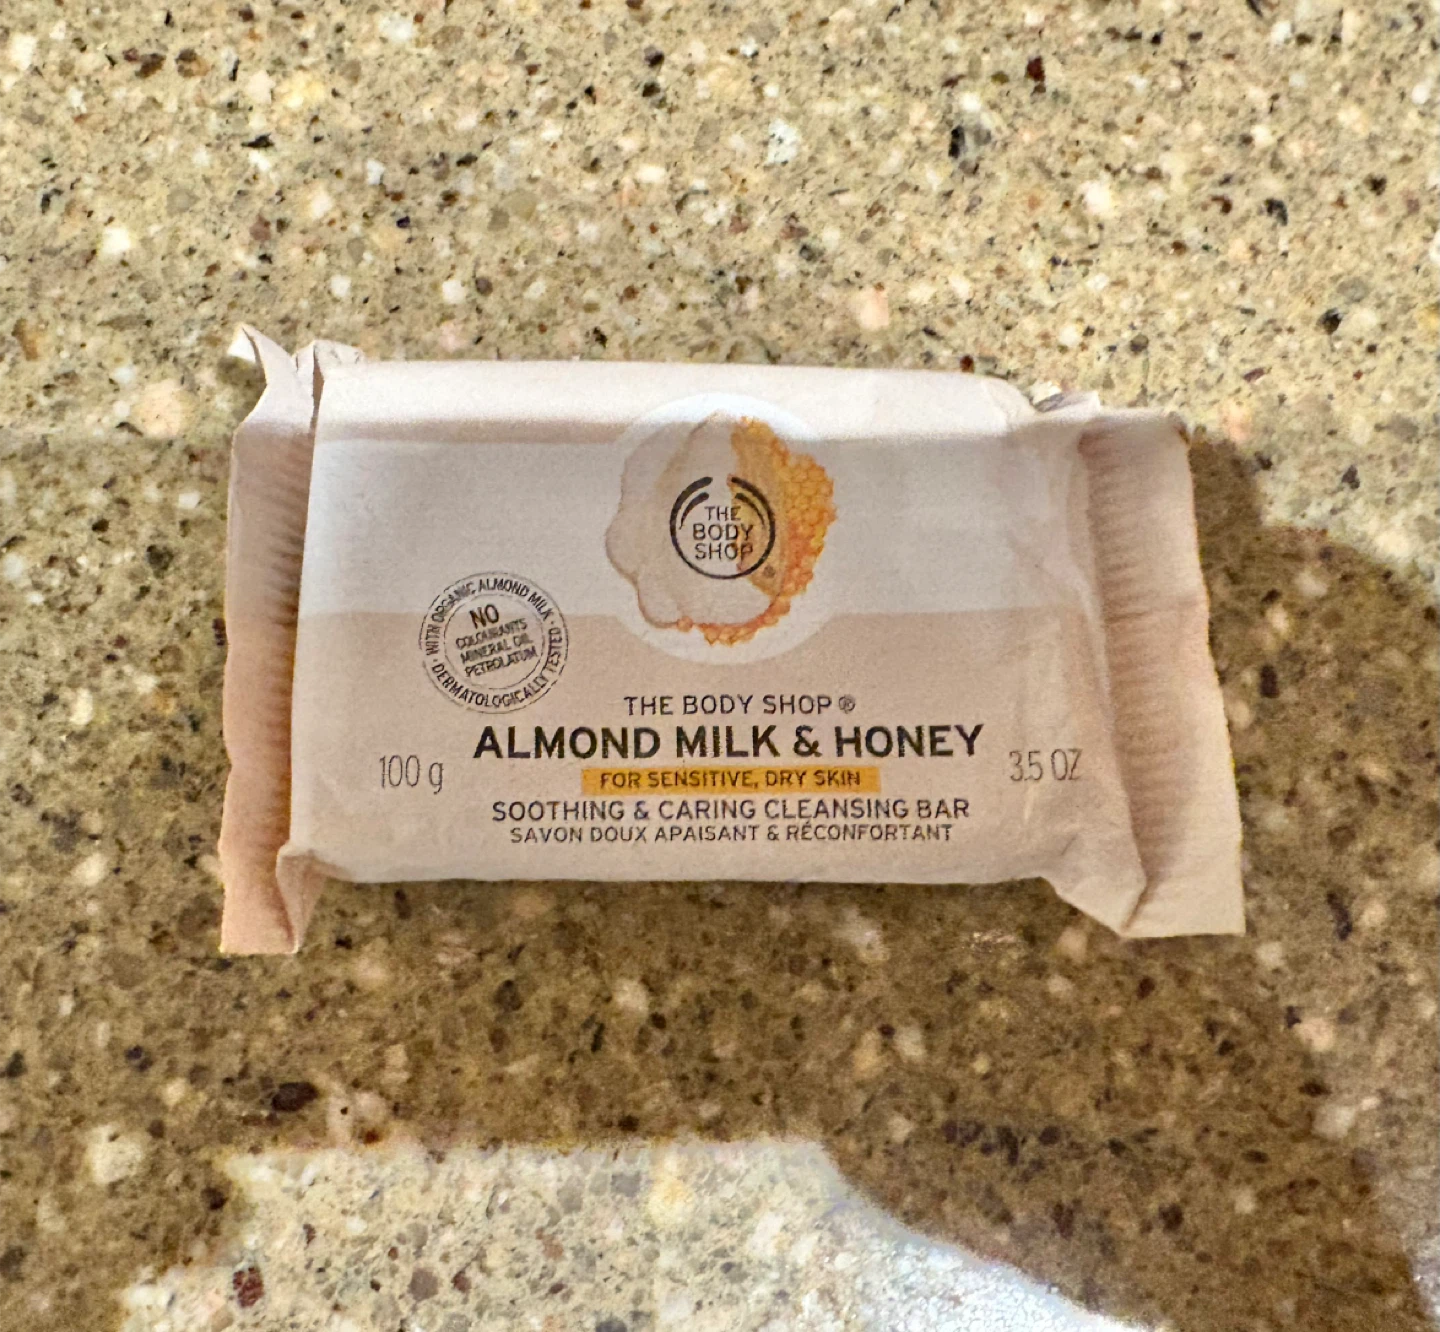 THE
BODY
SHOP®
WITH ORGANIC ALMOND MILK •
DERMATOLOGICALLY TESTED •
NO
COLOURANTS
MINERAL OIL
PETROLATUM
THE BODY SHOP ®
ALMOND MILK & HONEY
100 g
3.5 OZ
FOR SENSITIVE, DRY SKIN
SOOTHING & CARING CLEANSING BAR
SAVON DOUX APAISANT & RÉCONFORTANT